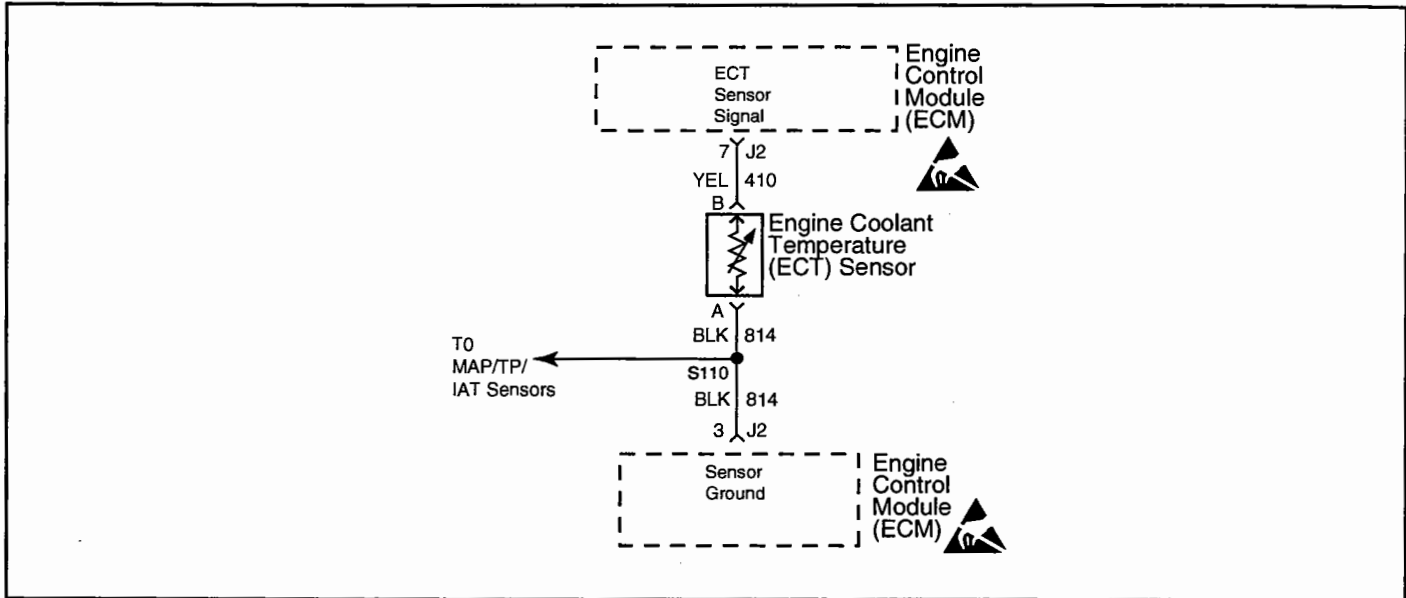 ECT
Sensor
Signal
Engine
Control
Module
(ECM)
7 J2
YEL 410
B
Engine Coolant
Temperature
(ECT) Sensor
A
BLK 814
T0
MAP/TP/
IAT Sensors
S110
BLK 814
3 J2
Sensor
Ground
Engine
Control
Module
(ECM)